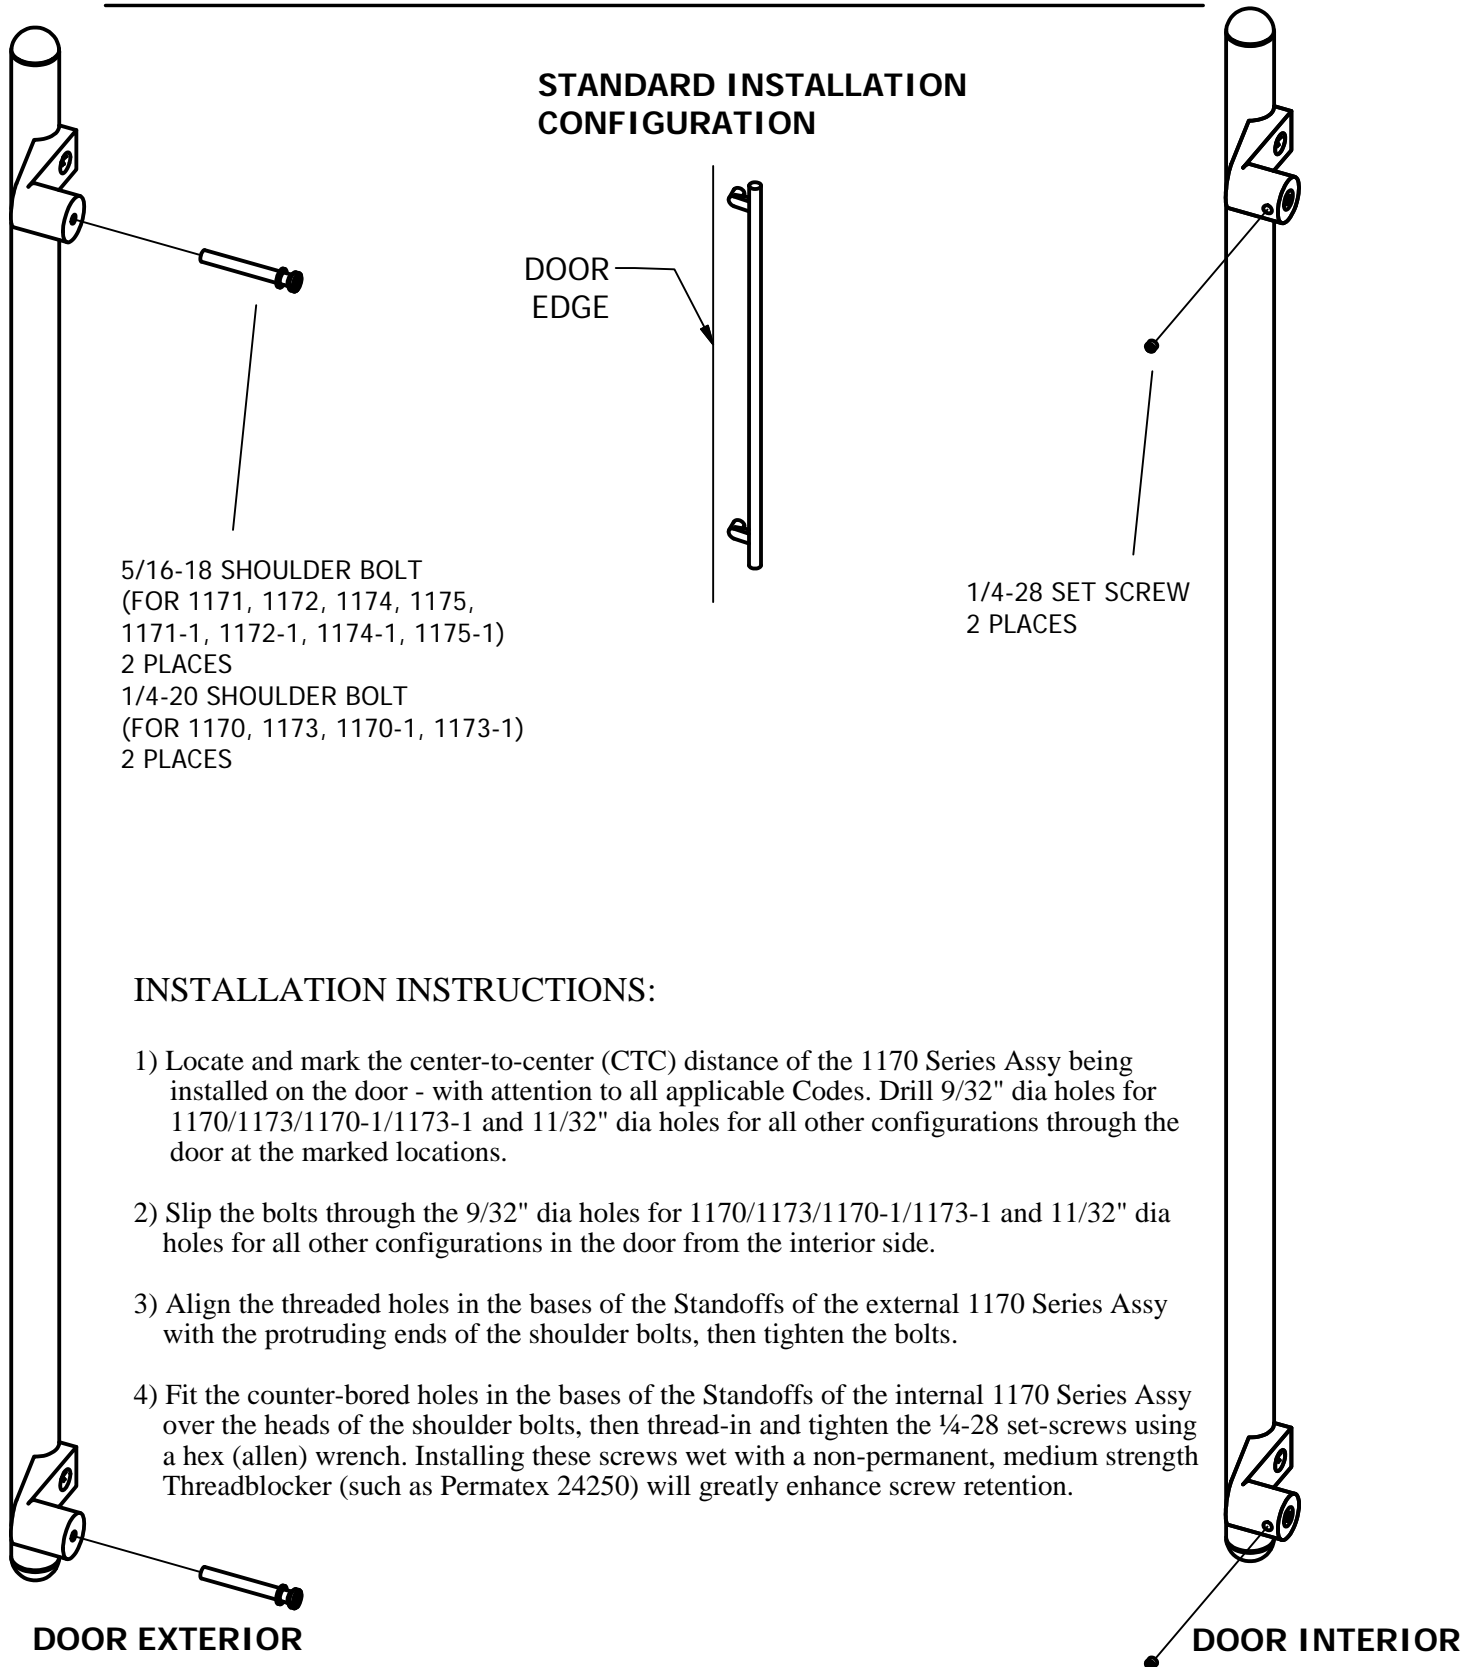 STANDARD INSTALLATION
CONFIGURATION
DOOR
EDGE
5/16-18 SHOULDER BOLT
(FOR 1171, 1172, 1174, 1175,
1171-1, 1172-1, 1174-1, 1175-1)
2 PLACES
1/4-20 SHOULDER BOLT
(FOR 1170, 1173, 1170-1, 1173-1)
2 PLACES
1/4-28 SET SCREW
2 PLACES
INSTALLATION INSTRUCTIONS:
1) Locate and mark the center-to-center (CTC) distance of the 1170 Series Assy being
installed on the door - with attention to all applicable Codes. Drill 9/32" dia holes for
1170/1173/1170-1/1173-1 and 11/32" dia holes for all other configurations through the
door at the marked locations.
2) Slip the bolts through the 9/32" dia holes for 1170/1173/1170-1/1173-1 and 11/32" dia
holes for all other configurations in the door from the interior side.
3) Align the threaded holes in the bases of the Standoffs of the external 1170 Series Assy
with the protruding ends of the shoulder bolts, then tighten the bolts.
4) Fit the counter-bored holes in the bases of the Standoffs of the internal 1170 Series Assy
over the heads of the shoulder bolts, then thread-in and tighten the ¼-28 set-screws using
a hex (allen) wrench. Installing these screws wet with a non-permanent, medium strength
Threadblocker (such as Permatex 24250) will greatly enhance screw retention.
DOOR EXTERIOR
DOOR INTERIOR